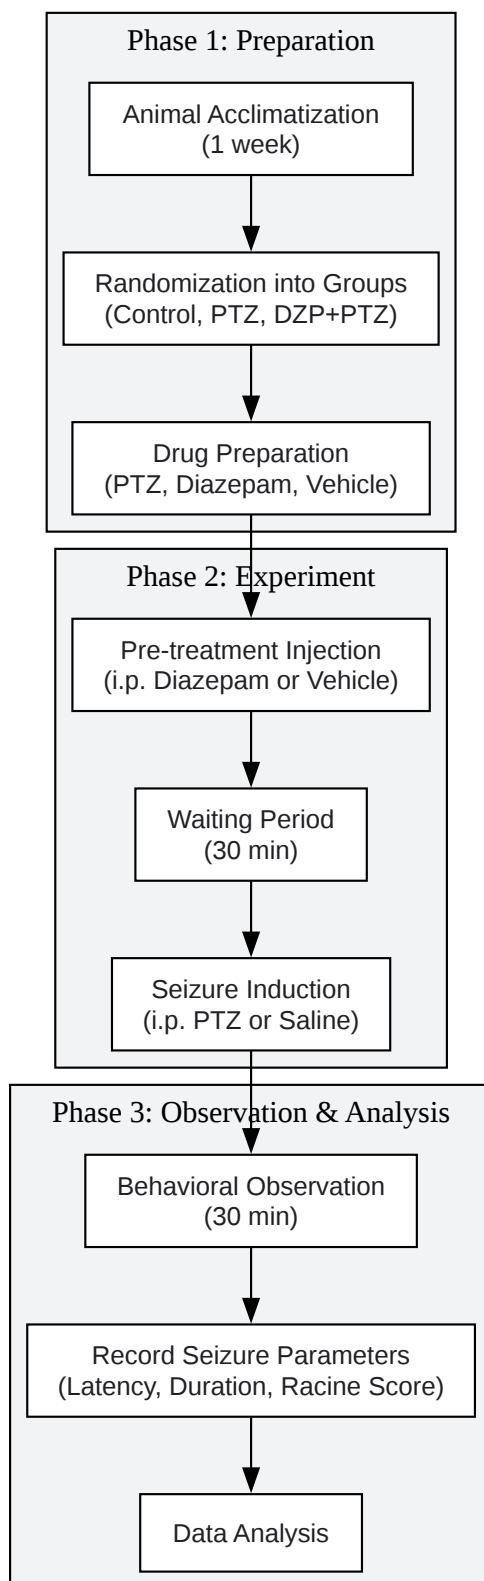 Phase 1: Preparation
Animal Acclimatization
(1 week)
Randomization into Groups
(Control, PTZ, DZP+PTZ)
Drug Preparation
(PTZ, Diazepam, Vehicle)
Phase 2: Experiment
Pre-treatment Injection
(i.p. Diazepam or Vehicle)
Waiting Period
(30 min)
Seizure Induction
(i.p. PTZ or Saline)
Phase 3: Observation & Analysis
Behavioral Observation
(30 min)
Record Seizure Parameters
(Latency, Duration, Racine Score)
Data Analysis